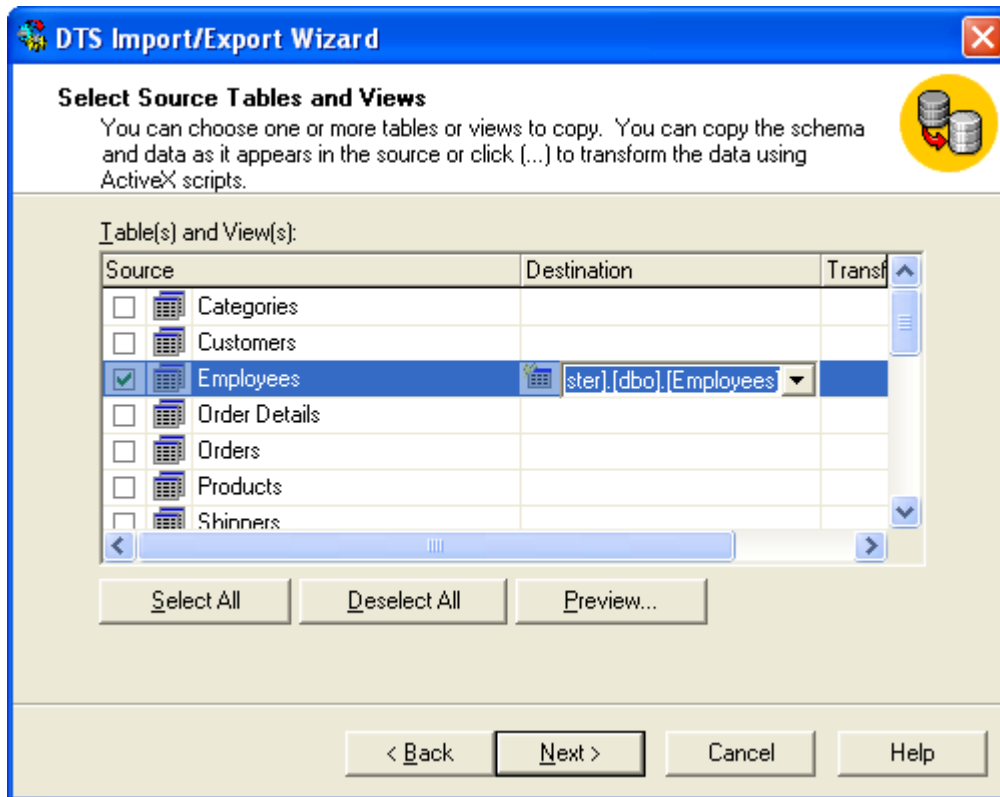 DTS Import/Export Wizard
Select Source Tables and Views
You can choose one or more tables or views to copy. You can copy the schema
and data as it appears in the source or click (...) to transform the data using
ActiveX scripts.
Table(s) and View(s):
Source Destination Transf
Categories
Customers
Employees ster].[dbo].[Employees]
Order Details
Orders
Products
Shippers
Select All Deselect All Preview...
< Back Next > Cancel Help